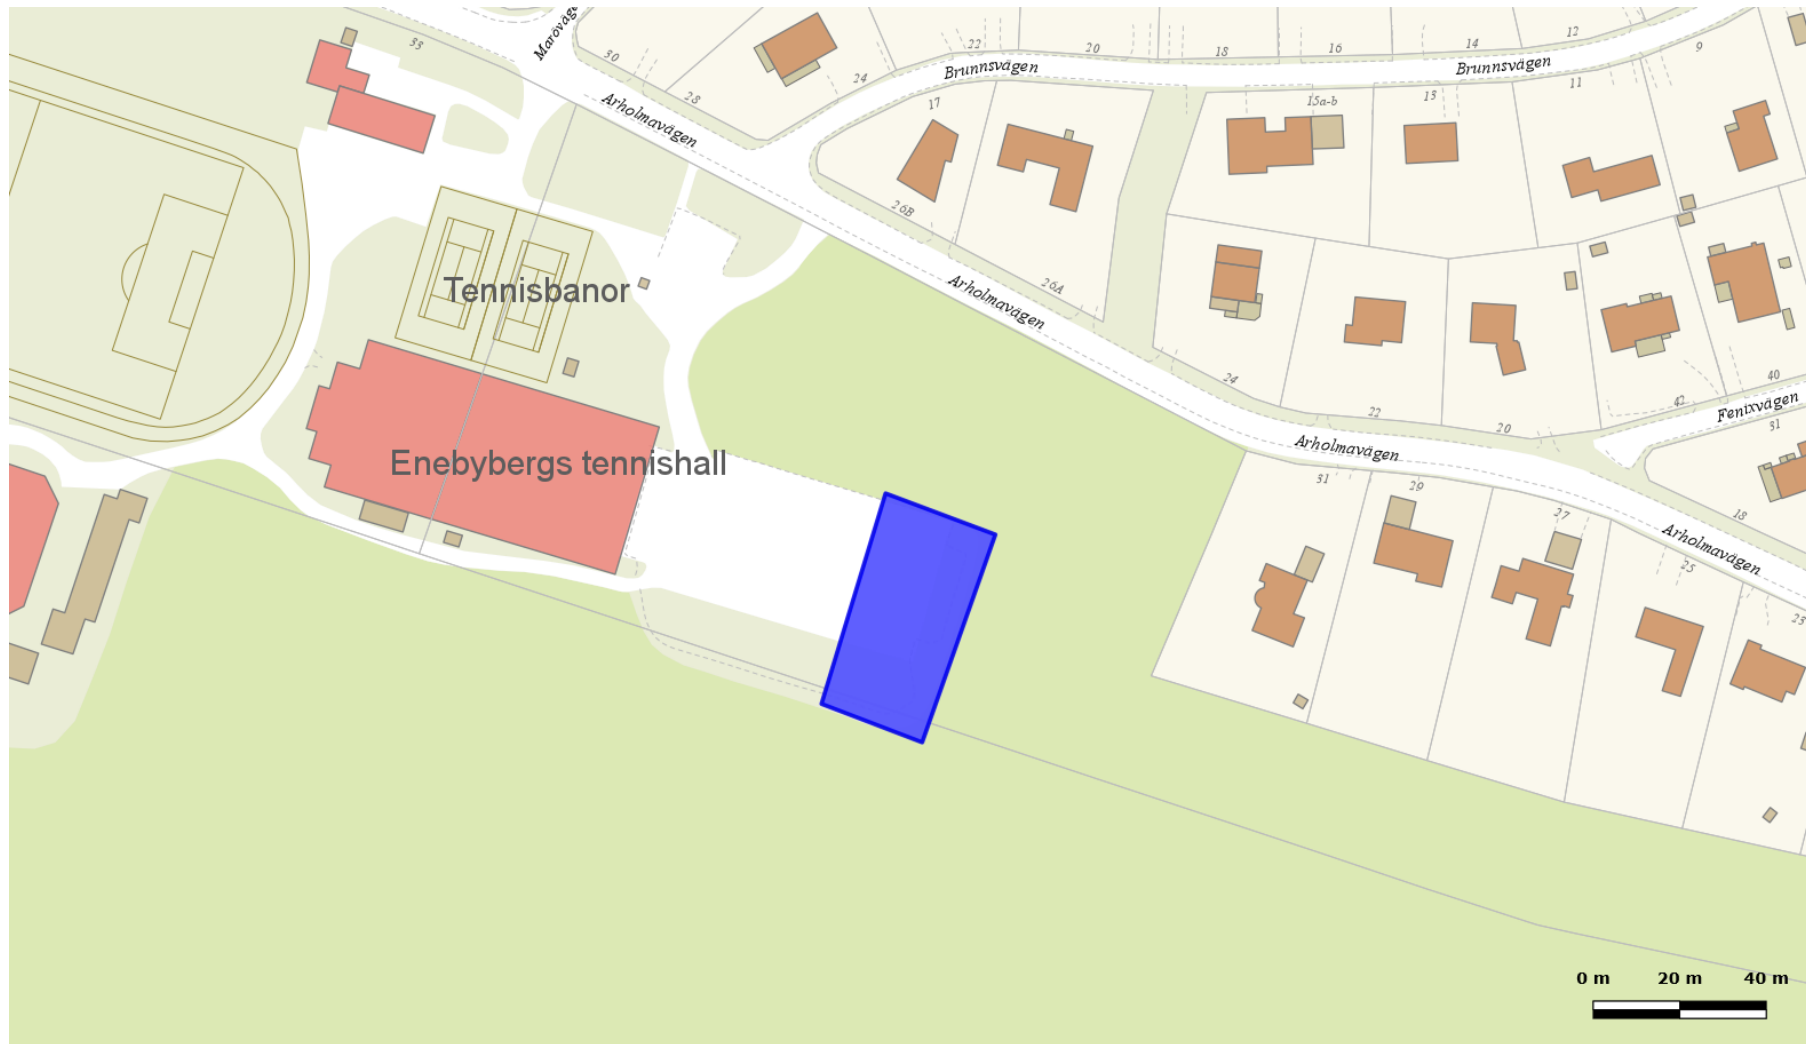 35
Maröväge
30
22
20
18
16
14
12
9
Brunnsvägen
Brunnsvägen
24
28
Arholmavägen
17
15a-b
13
11
26B
26A
Tennisbanor
Arholmavägen
24
22
20
42
40
Fenixvägen
31
Arholmavägen
Enebybergs tennishall
31
29
27
18
Arholmavägen
25
23
0 m 20 m 40 m